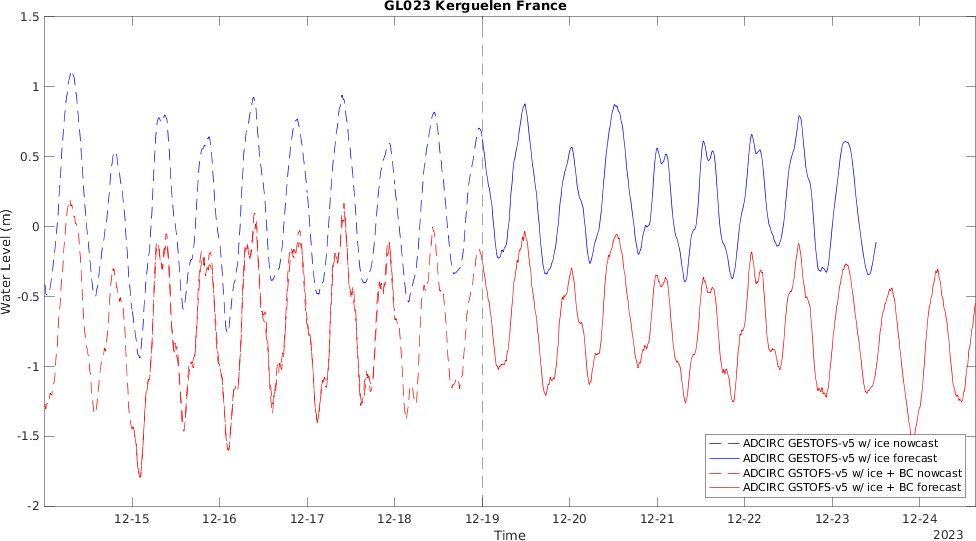 GL023 Kerguelen France
1.5
1
0.5
0
-0.5
-1
-1.5
-2
Water Level (m)
ADCIRC GESTOFS-v5 w/ ice nowcast
ADCIRC GESTOFS-v5 w/ ice forecast
ADCIRC GSTOFS-v5 w/ ice + BC nowcast
ADCIRC GSTOFS-v5 w/ ice + BC forecast
12-15 12-16 12-17 12-18 12-19 12-20 12-21 12-22 12-23 12-24
Time
2023